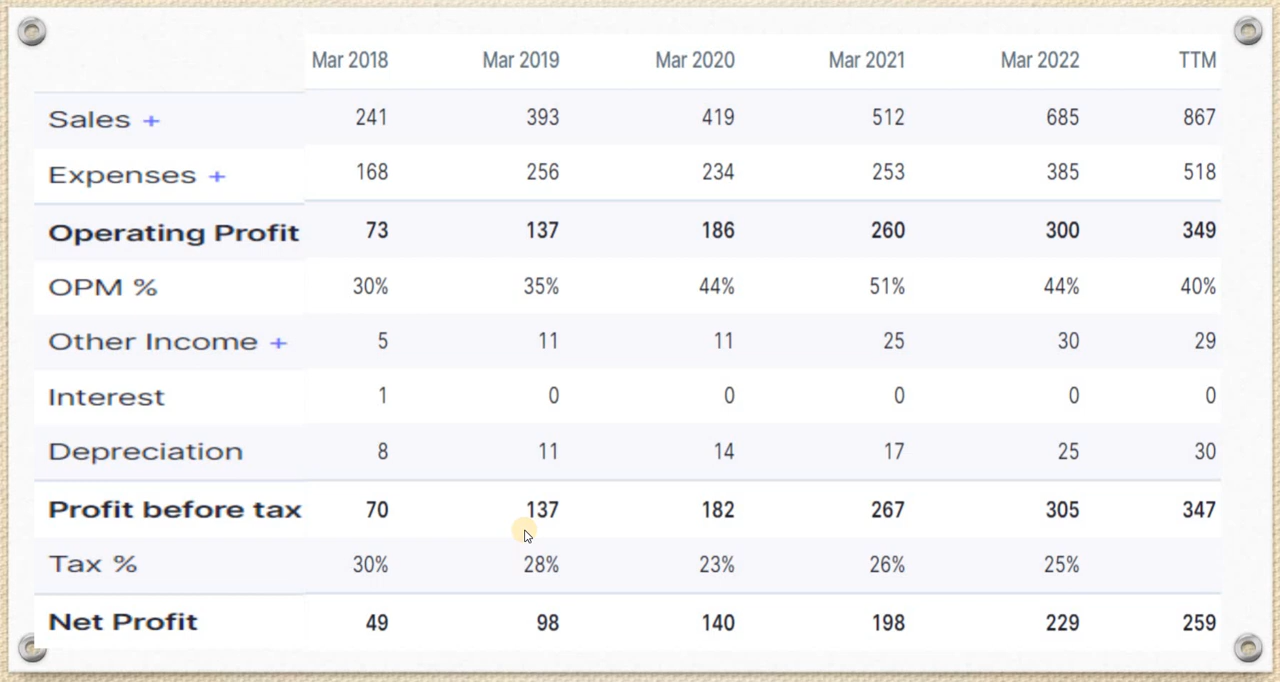 Mar 2018 Mar 2019 Mar 2020 Mar 2021 Mar 2022 TTM
Sales + 241 393 419 512 685 867
Expenses + 168 256 234 253 385 518
Operating Profit 73 137 186 260 300 349
OPM % 30% 35% 44% 51% 44% 40%
Other Income + 5 11 11 25 30 29
Interest 1 0 0 0 0 0
Depreciation 8 11 14 17 25 30
Profit before tax 70 137 182 267 305 347
Tax % 30% 28% 23% 26% 25%
Net Profit 49 98 140 198 229 259